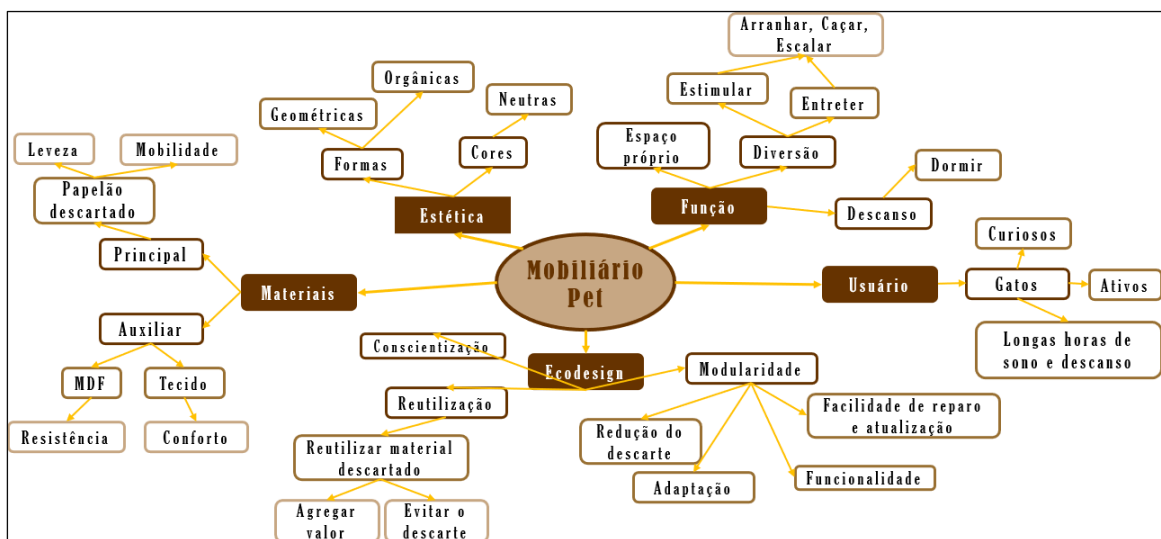 Mobiliário
Pet
Estética
Formas
Geométricas
Orgânicas
Cores
Neutras
Função
Espaço
próprio
Diversão
Estimular
Entreter
Arranhar, Caçar,
Escalar
Descanso
Dormir
Usuário
Gatos
Curiosos
Ativos
Longas horas de
sono e descanso
Materiais
Principal
Papelão
descartado
Leveza
Mobilidade
Auxiliar
MDF
Resistência
Tecido
Conforto
Ecodesign
Conscientização
Reutilização
Reutilizar material
descartado
Agregar
valor
Evitar o
descarte
Modularidade
Redução do
descarte
Adaptação
Funcionalidade
Facilidade de reparo
e atualização